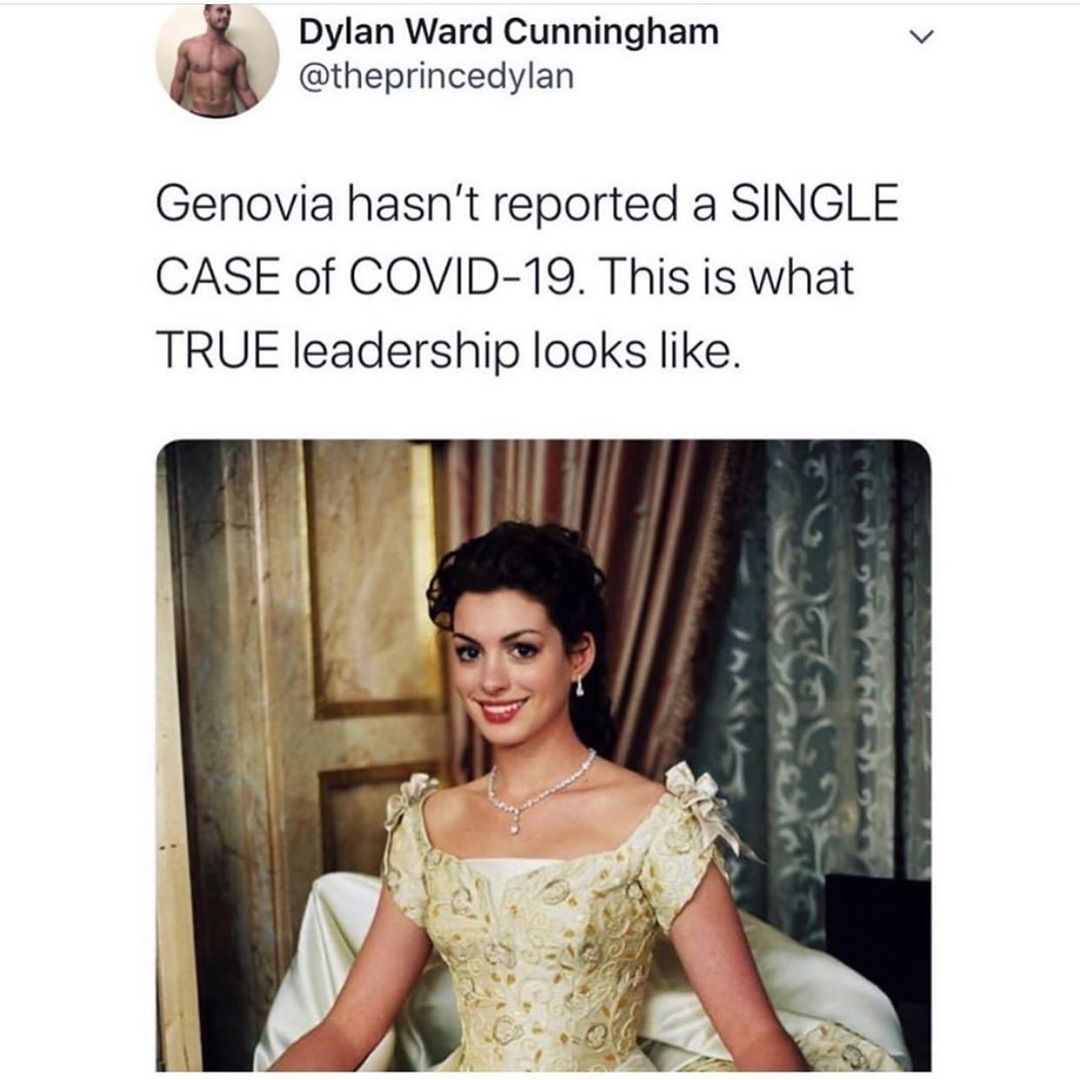 Dylan Ward Cunningham
@theprincedylan
Genovia hasn't reported a SINGLE
CASE of COVID-19. This is what
TRUE leadership looks like.